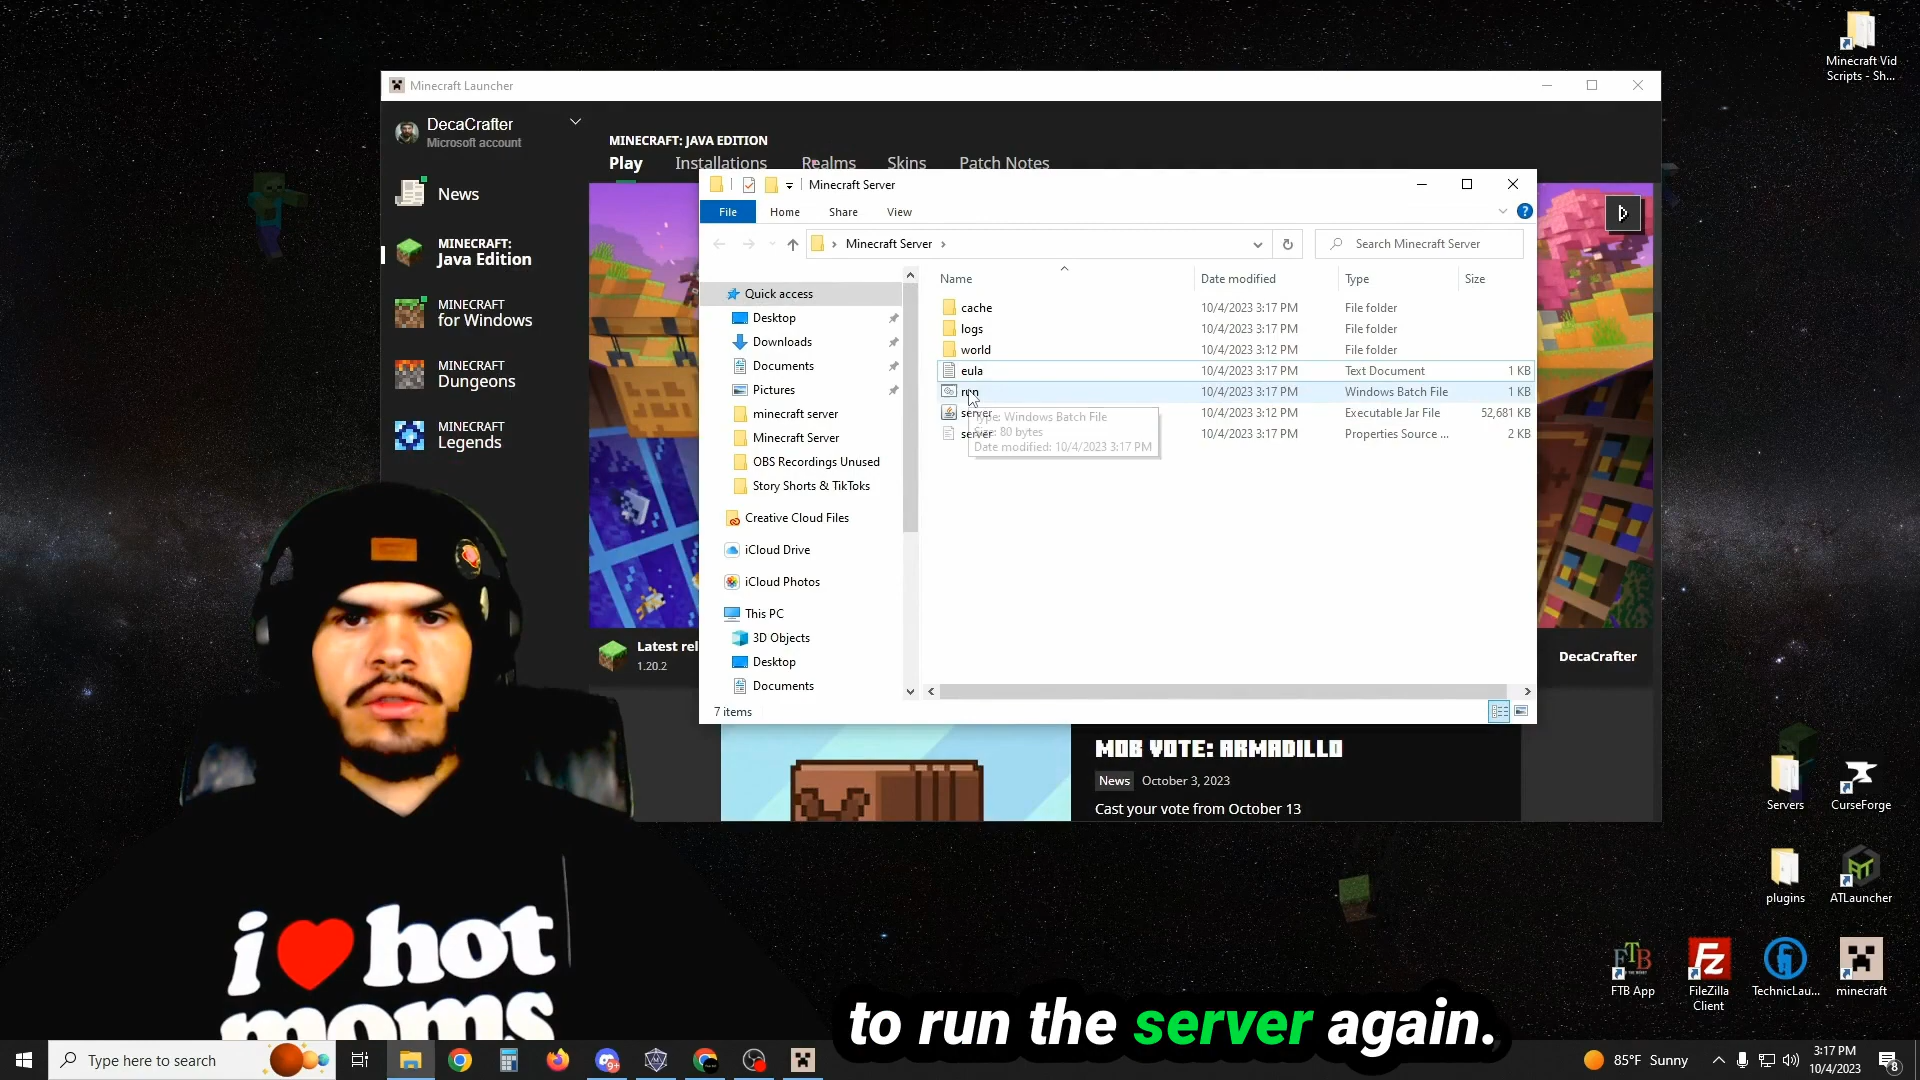 Minecraft Vid
Scripts - Sh...
Minecraft Launcher
DecaCrafter
Microsoft account
MINECRAFT: JAVA EDITION
Play Installations Realms Skins Patch Notes
News
MINECRAFT:
Java Edition
MINECRAFT
for Windows
MINECRAFT
Dungeons
MINECRAFT
Legends
Minecraft Server
File Home Share View
Minecraft Server
Search Minecraft Server
Name Date modified Type Size
Quick access
Desktop
Downloads
Documents
Pictures
minecraft server
Minecraft Server
OBS Recordings Unused
Story Shorts & TikToks
Creative Cloud Files
iCloud Drive
iCloud Photos
This PC
3D Objects
Desktop
Documents
cache 10/4/2023 3:17 PM File folder
logs 10/4/2023 3:17 PM File folder
world 10/4/2023 3:12 PM File folder
eula 10/4/2023 3:17 PM Text Document 1 KB
run 10/4/2023 3:17 PM Windows Batch File 1 KB
server 10/4/2023 3:12 PM Executable Jar File 52,681 KB
server 10/4/2023 3:17 PM Properties Source ... 2 KB
Type: Windows Batch File
Size: 80 bytes
Date modified: 10/4/2023 3:17 PM
7 items
Latest rel
1.20.2
DecaCrafter
MOB VOTE: ARMADILLO
News October 3, 2023
Cast your vote from October 13
Servers
CurseForge
plugins
ATLauncher
FTB
FTB App
FileZilla
Client
TechnicLau...
minecraft
i ❤ hot
moms
to run the server again.
Type here to search
9+
85°F Sunny
3:17 PM
10/4/2023
8